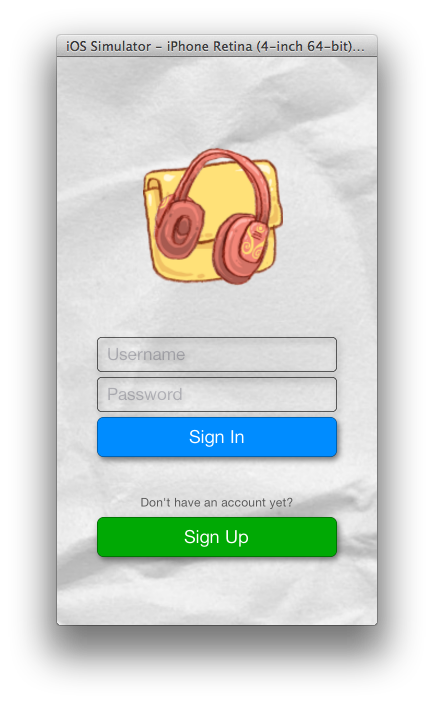 iOS Simulator – iPhone Retina (4-inch 64-bit)...
Username
Password
Sign In
Don't have an account yet?
Sign Up